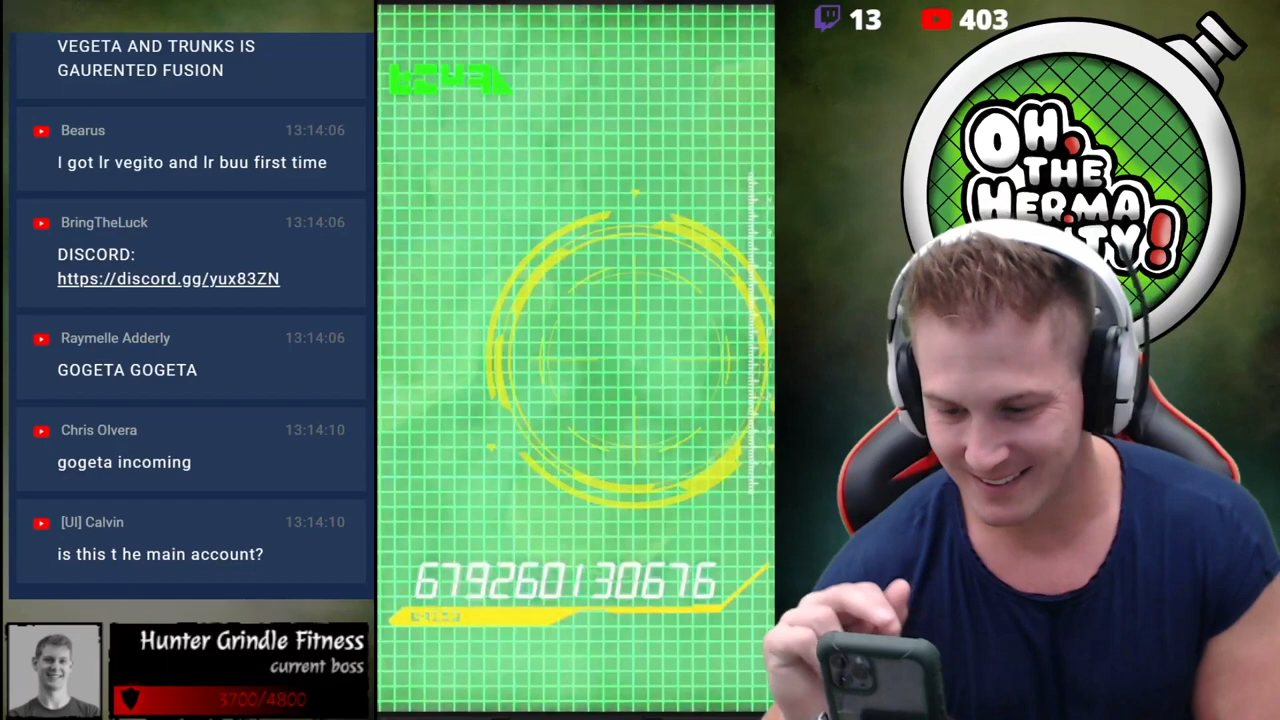 VEGETA AND TRUNKS IS
GAURENTED FUSION
Bearus 13:14:06
I got lr vegito and lr buu first time
BringTheLuck 13:14:06
DISCORD:
https://discord.gg/yux83ZN
Raymelle Adderly 13:14:06
GOGETA GOGETA
Chris Olvera 13:14:10
gogeta incoming
[UI] Calvin 13:14:10
is this t he main account?
Hunter Grindle Fitness
current boss
3700/4800
679260130676
13 403
OH,
THE
HERMA
!